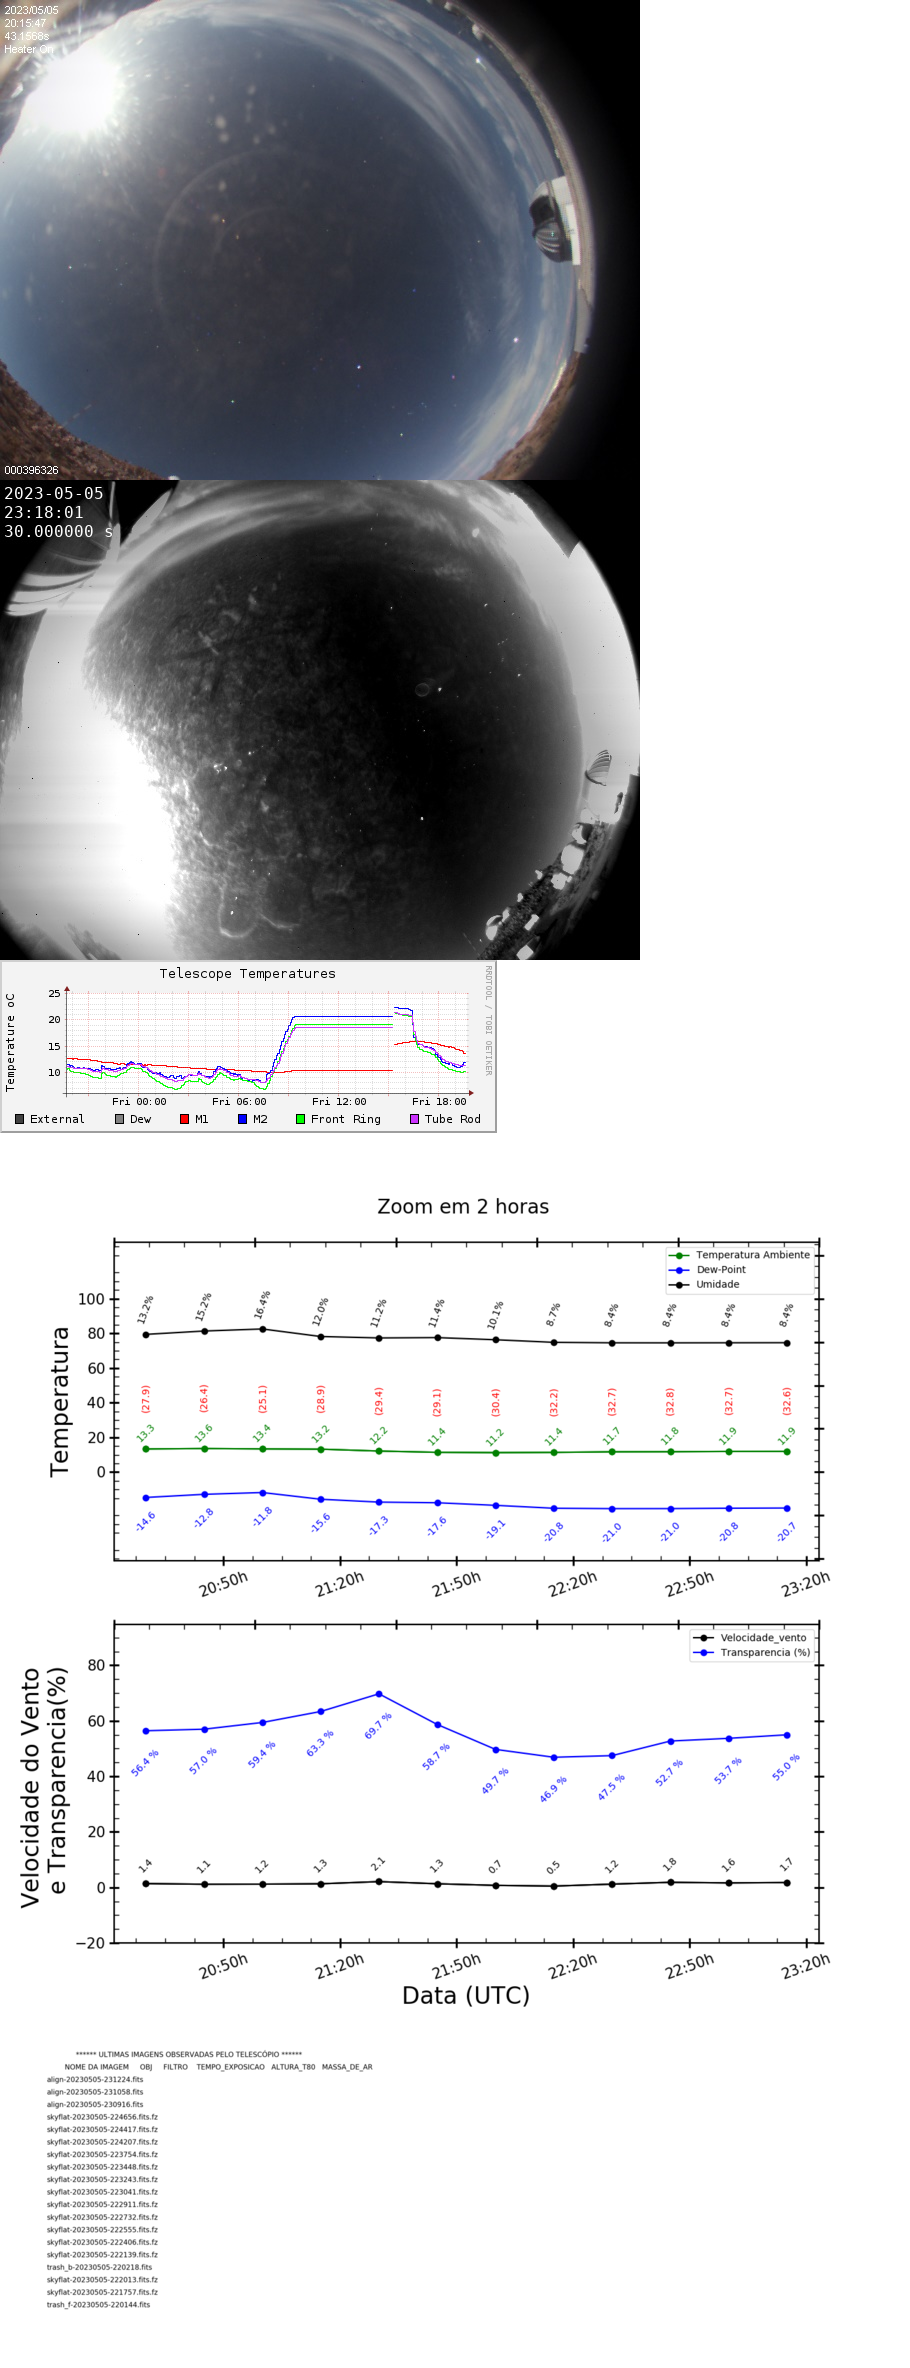 2023/05/05
20:15:47
43.1568s
Heater On
000396326
2023-05-05
23:18:01
30.000000 s
Telescope Temperatures
RRDTOOL / TOBI OETIKER
Temperature oC
25
20
15
10
Fri 00:00 Fri 06:00 Fri 12:00 Fri 18:00
External Dew M1 M2 Front Ring Tube Rod
Zoom em 2 horas
Temperatura Ambiente
Dew-Point
Umidade
Temperatura
100
80
60
40
20
0
13.2% 15.2% 16.4% 12.0% 11.2% 11.4% 10.1% 8.7% 8.4% 8.4% 8.4% 8.4%
(27.9) (26.4) (25.1) (28.9) (29.4) (29.1) (30.4) (32.2) (32.7) (32.8) (32.7) (32.6)
13.3 13.6 13.4 13.2 12.2 11.4 11.2 11.4 11.7 11.8 11.9 11.9
-14.6 -12.8 -11.8 -15.6 -17.3 -17.6 -19.1 -20.8 -21.0 -21.0 -20.8 -20.7
20:50h 21:20h 21:50h 22:20h 22:50h 23:20h
Velocidade_vento
Transparencia (%)
Velocidade do Vento
e Transparencia(%)
80
60
40
20
0
−20
56.4 % 57.0 % 59.4 % 63.3 % 69.7 % 58.7 % 49.7 % 46.9 % 47.5 % 52.7 % 53.7 % 55.0 %
1.4 1.1 1.2 1.3 2.1 1.3 0.7 0.5 1.2 1.8 1.6 1.7
20:50h 21:20h 21:50h 22:20h 22:50h 23:20h
Data (UTC)
****** ULTIMAS IMAGENS OBSERVADAS PELO TELESCÓPIO ******
NOME DA IMAGEM OBJ FILTRO TEMPO_EXPOSICAO ALTURA_T80 MASSA_DE_AR
align-20230505-231224.fits
align-20230505-231058.fits
align-20230505-230916.fits
skyflat-20230505-224656.fits.fz
skyflat-20230505-224417.fits.fz
skyflat-20230505-224207.fits.fz
skyflat-20230505-223754.fits.fz
skyflat-20230505-223448.fits.fz
skyflat-20230505-223243.fits.fz
skyflat-20230505-223041.fits.fz
skyflat-20230505-222911.fits.fz
skyflat-20230505-222732.fits.fz
skyflat-20230505-222555.fits.fz
skyflat-20230505-222406.fits.fz
skyflat-20230505-222139.fits.fz
trash_b-20230505-220218.fits
skyflat-20230505-222013.fits.fz
skyflat-20230505-221757.fits.fz
trash_f-20230505-220144.fits